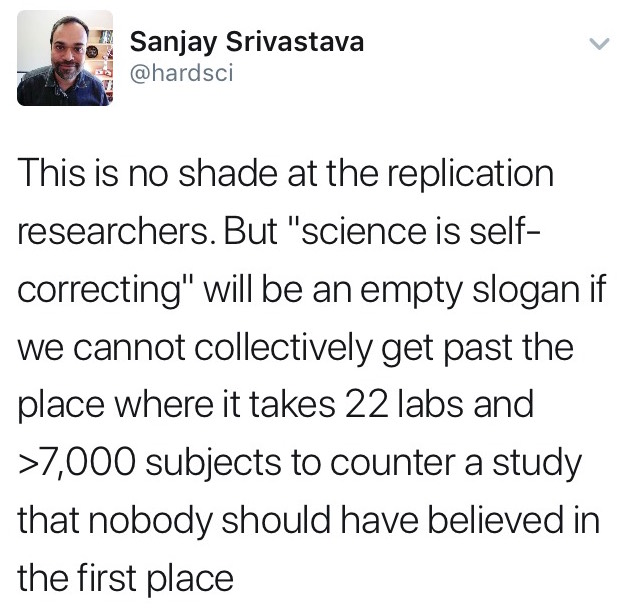 Sanjay Srivastava
@hardsci
This is no shade at the replication
researchers. But "science is self-
correcting" will be an empty slogan if
we cannot collectively get past the
place where it takes 22 labs and
>7,000 subjects to counter a study
that nobody should have believed in
the first place